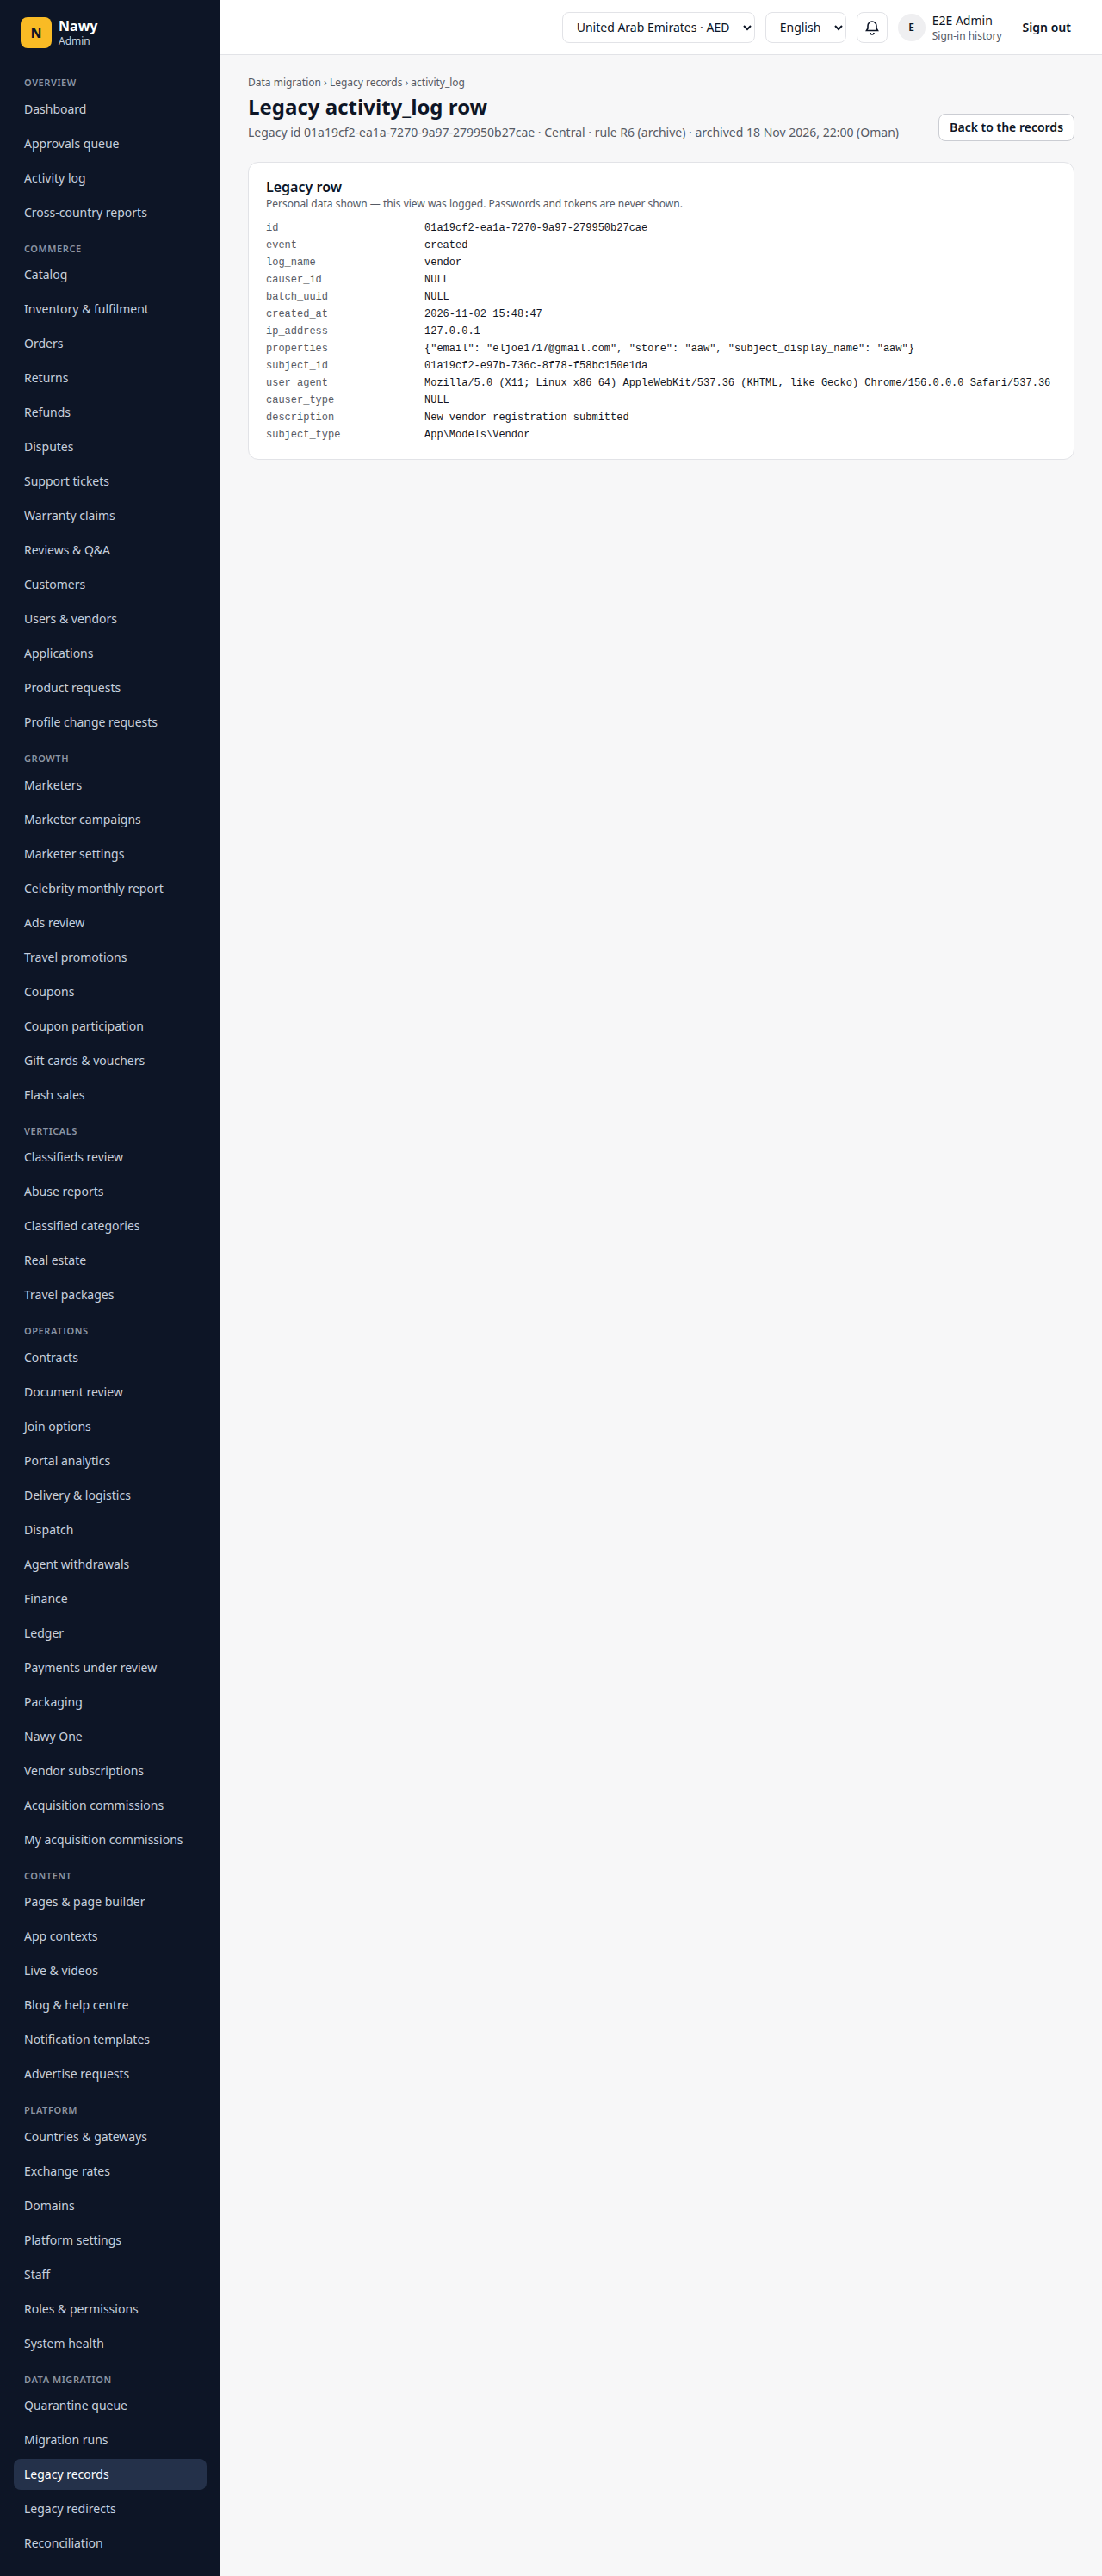 N
Nawy
Admin
OVERVIEW
Dashboard
Approvals queue
Activity log
Cross-country reports
COMMERCE
Catalog
Inventory & fulfilment
Orders
Returns
Refunds
Disputes
Support tickets
Warranty claims
Reviews & Q&A
Customers
Users & vendors
Applications
Product requests
Profile change requests
GROWTH
Marketers
Marketer campaigns
Marketer settings
Celebrity monthly report
Ads review
Travel promotions
Coupons
Coupon participation
Gift cards & vouchers
Flash sales
VERTICALS
Classifieds review
Abuse reports
Classified categories
Real estate
Travel packages
OPERATIONS
Contracts
Document review
Join options
Portal analytics
Delivery & logistics
Dispatch
Agent withdrawals
Finance
Ledger
Payments under review
Packaging
Nawy One
Vendor subscriptions
Acquisition commissions
My acquisition commissions
CONTENT
Pages & page builder
App contexts
Live & videos
Blog & help centre
Notification templates
Advertise requests
PLATFORM
Countries & gateways
Exchange rates
Domains
Platform settings
Staff
Roles & permissions
System health
DATA MIGRATION
Quarantine queue
Migration runs
Legacy records
Legacy redirects
Reconciliation
United Arab Emirates · AED
English
E
E2E Admin
Sign-in history
Sign out
Data migration › Legacy records › activity_log
Legacy activity_log row
Legacy id 01a19cf2-ea1a-7270-9a97-279950b27cae · Central · rule R6 (archive) · archived 18 Nov 2026, 22:00 (Oman)
Back to the records
Legacy row
Personal data shown — this view was logged. Passwords and tokens are never shown.
id 01a19cf2-ea1a-7270-9a97-279950b27cae
event created
log_name vendor
causer_id NULL
batch_uuid NULL
created_at 2026-11-02 15:48:47
ip_address 127.0.0.1
properties {"email": "eljoe1717@gmail.com", "store": "aaw", "subject_display_name": "aaw"}
subject_id 01a19cf2-e97b-736c-8f78-f58bc150e1da
user_agent Mozilla/5.0 (X11; Linux x86_64) AppleWebKit/537.36 (KHTML, like Gecko) Chrome/156.0.0.0 Safari/537.36
causer_type NULL
description New vendor registration submitted
subject_type App\Models\Vendor